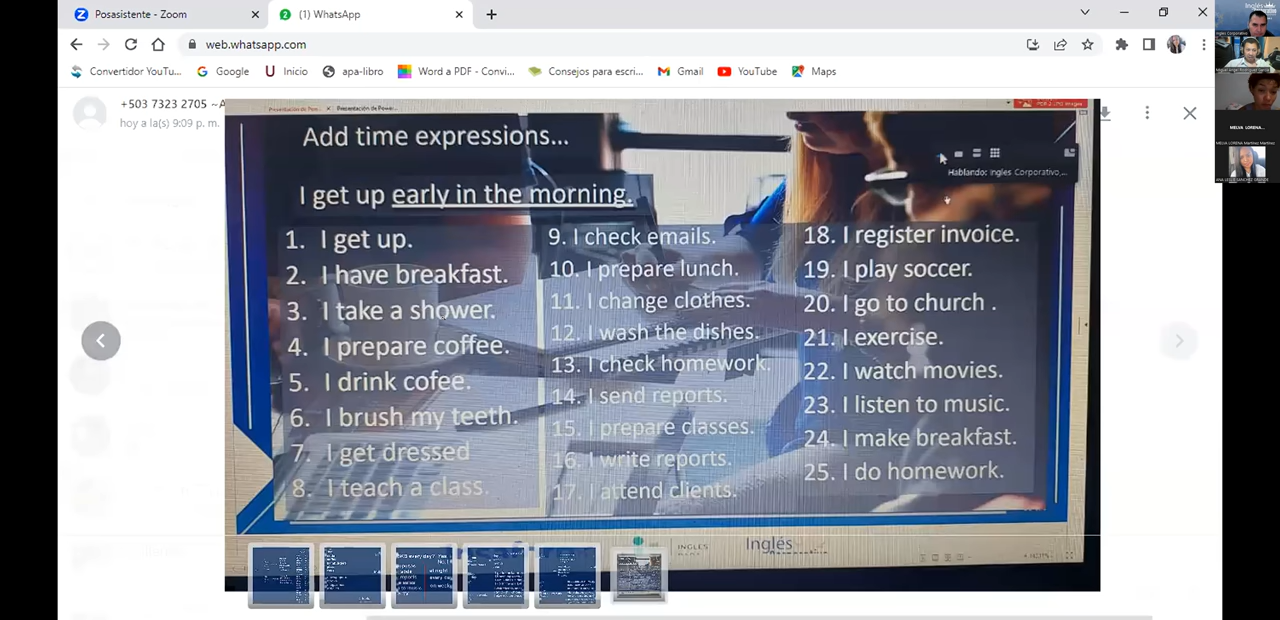 Posasistente - Zoom
(1) WhatsApp
web.whatsapp.com
Convertidor YouTu...
Google
Inicio
apa-libro
Word a PDF - Convi...
Consejos para escri...
Gmail
YouTube
Maps
+503 7323 2705 ~A
hoy a la(s) 9:09 p. m.
Add time expressions...
Hablando: Ingles Corporativo,...
I get up early in the morning.
1. I get up.
2. I have breakfast.
3. I take a shower.
4. I prepare coffee.
5. I drink cofee.
6. I brush my teeth.
7. I get dressed
8. I teach a class.
9. I check emails.
10. I prepare lunch.
11. I change clothes.
12. I wash the dishes.
13. I check homework.
14. I send reports.
15. I prepare classes.
16. I write reports.
17. I attend clients.
18. I register invoice.
19. I play soccer.
20. I go to church .
21. I exercise.
22. I watch movies.
23. I listen to music.
24. I make breakfast.
25. I do homework.
Inglés